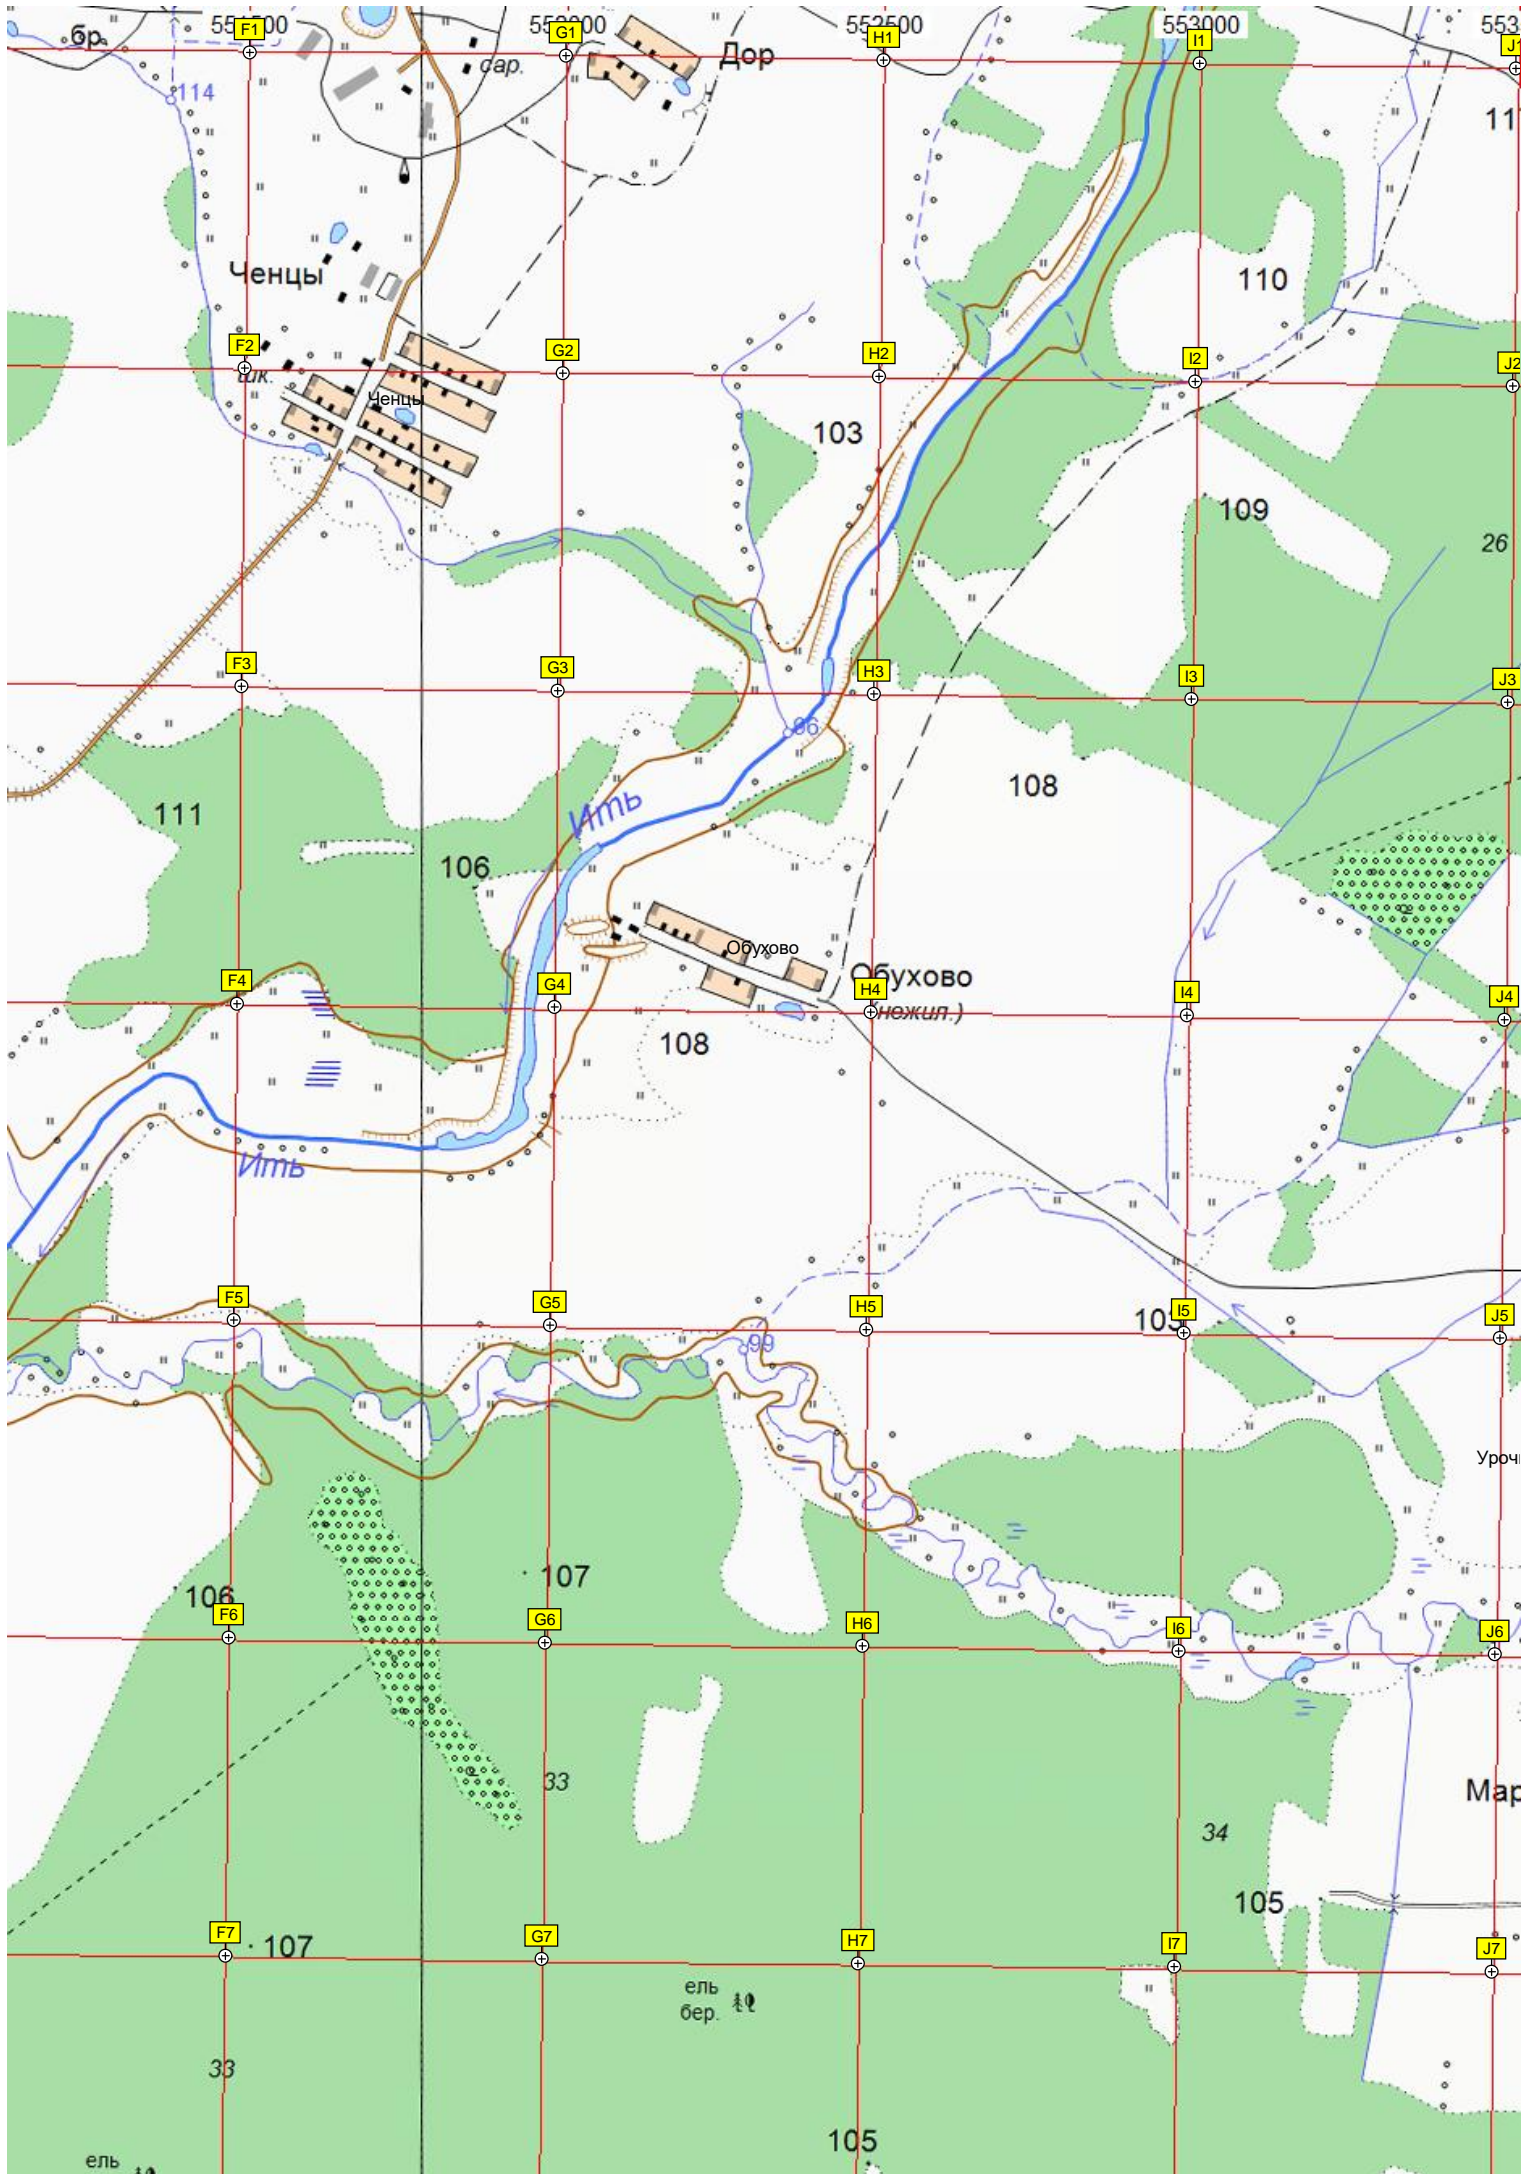 552000
552500
553000
F1
G1
H1
I1
бр.
сар.
Дор
114
110
Ченцы
F2
G2
H2
I2
J2
шк.
Ченцы
103
109
26
F3
G3
H3
I3
J3
96
111
Ить
108
106
Обухово
Обухово
(нежил.)
F4
G4
H4
I4
J4
108
Ить
F5
G5
H5
I5
J5
99
107
106
F6
G6
H6
I6
J6
33
34
105
F7
G7
H7
I7
J7
107
ель
бер.
33
105
ель